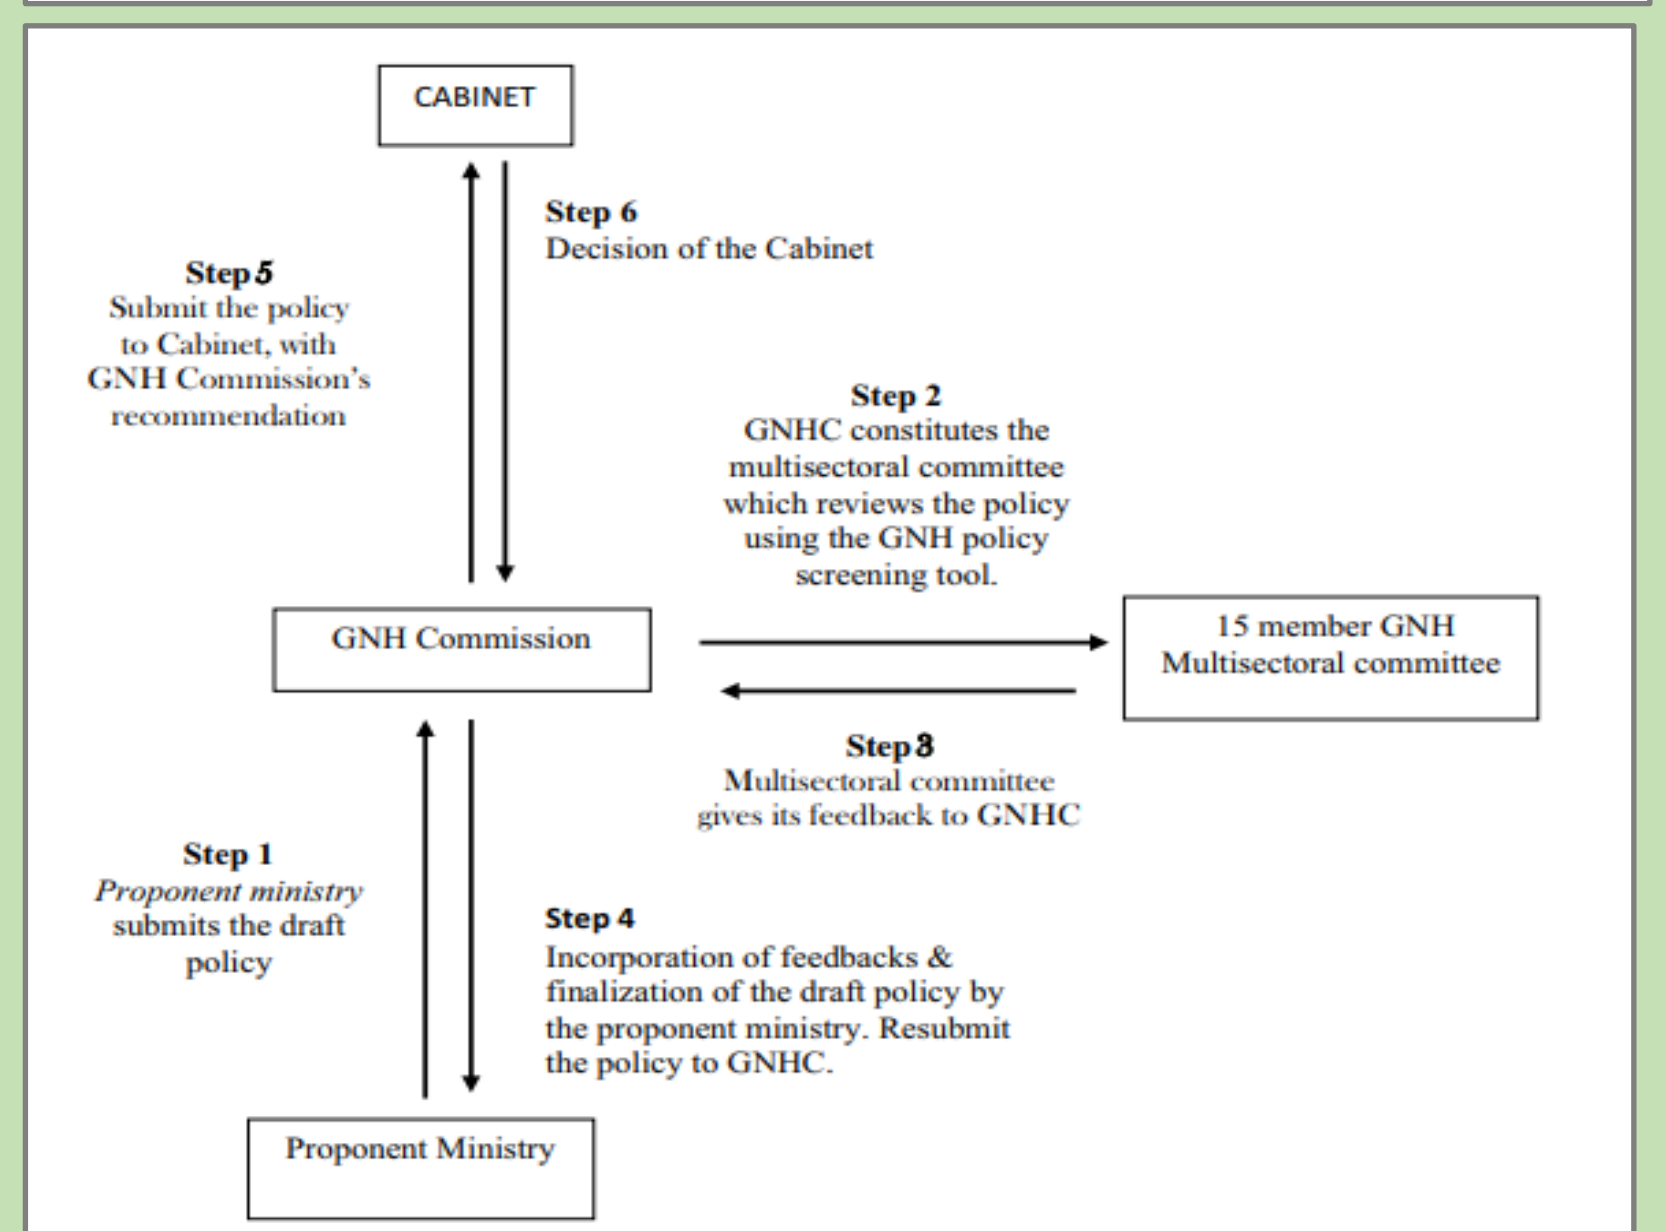 CABINET
Step 6
Decision of the Cabinet
Step 5
Submit the policy
to Cabinet, with
GNH Commission's
recommendation
Step 2
GNHC constitutes the
multisectoral committee
which reviews the policy
using the GNH policy
screening tool.
GNH Commission
15 member GNH
Multisectoral committee
Step 3
Multisectoral committee
gives its feedback to GNHC
Step 1
Proponent ministry
submits the draft
policy
Step 4
Incorporation of feedbacks &
finalization of the draft policy by
the proponent ministry. Resubmit
the policy to GNHC.
Proponent Ministry